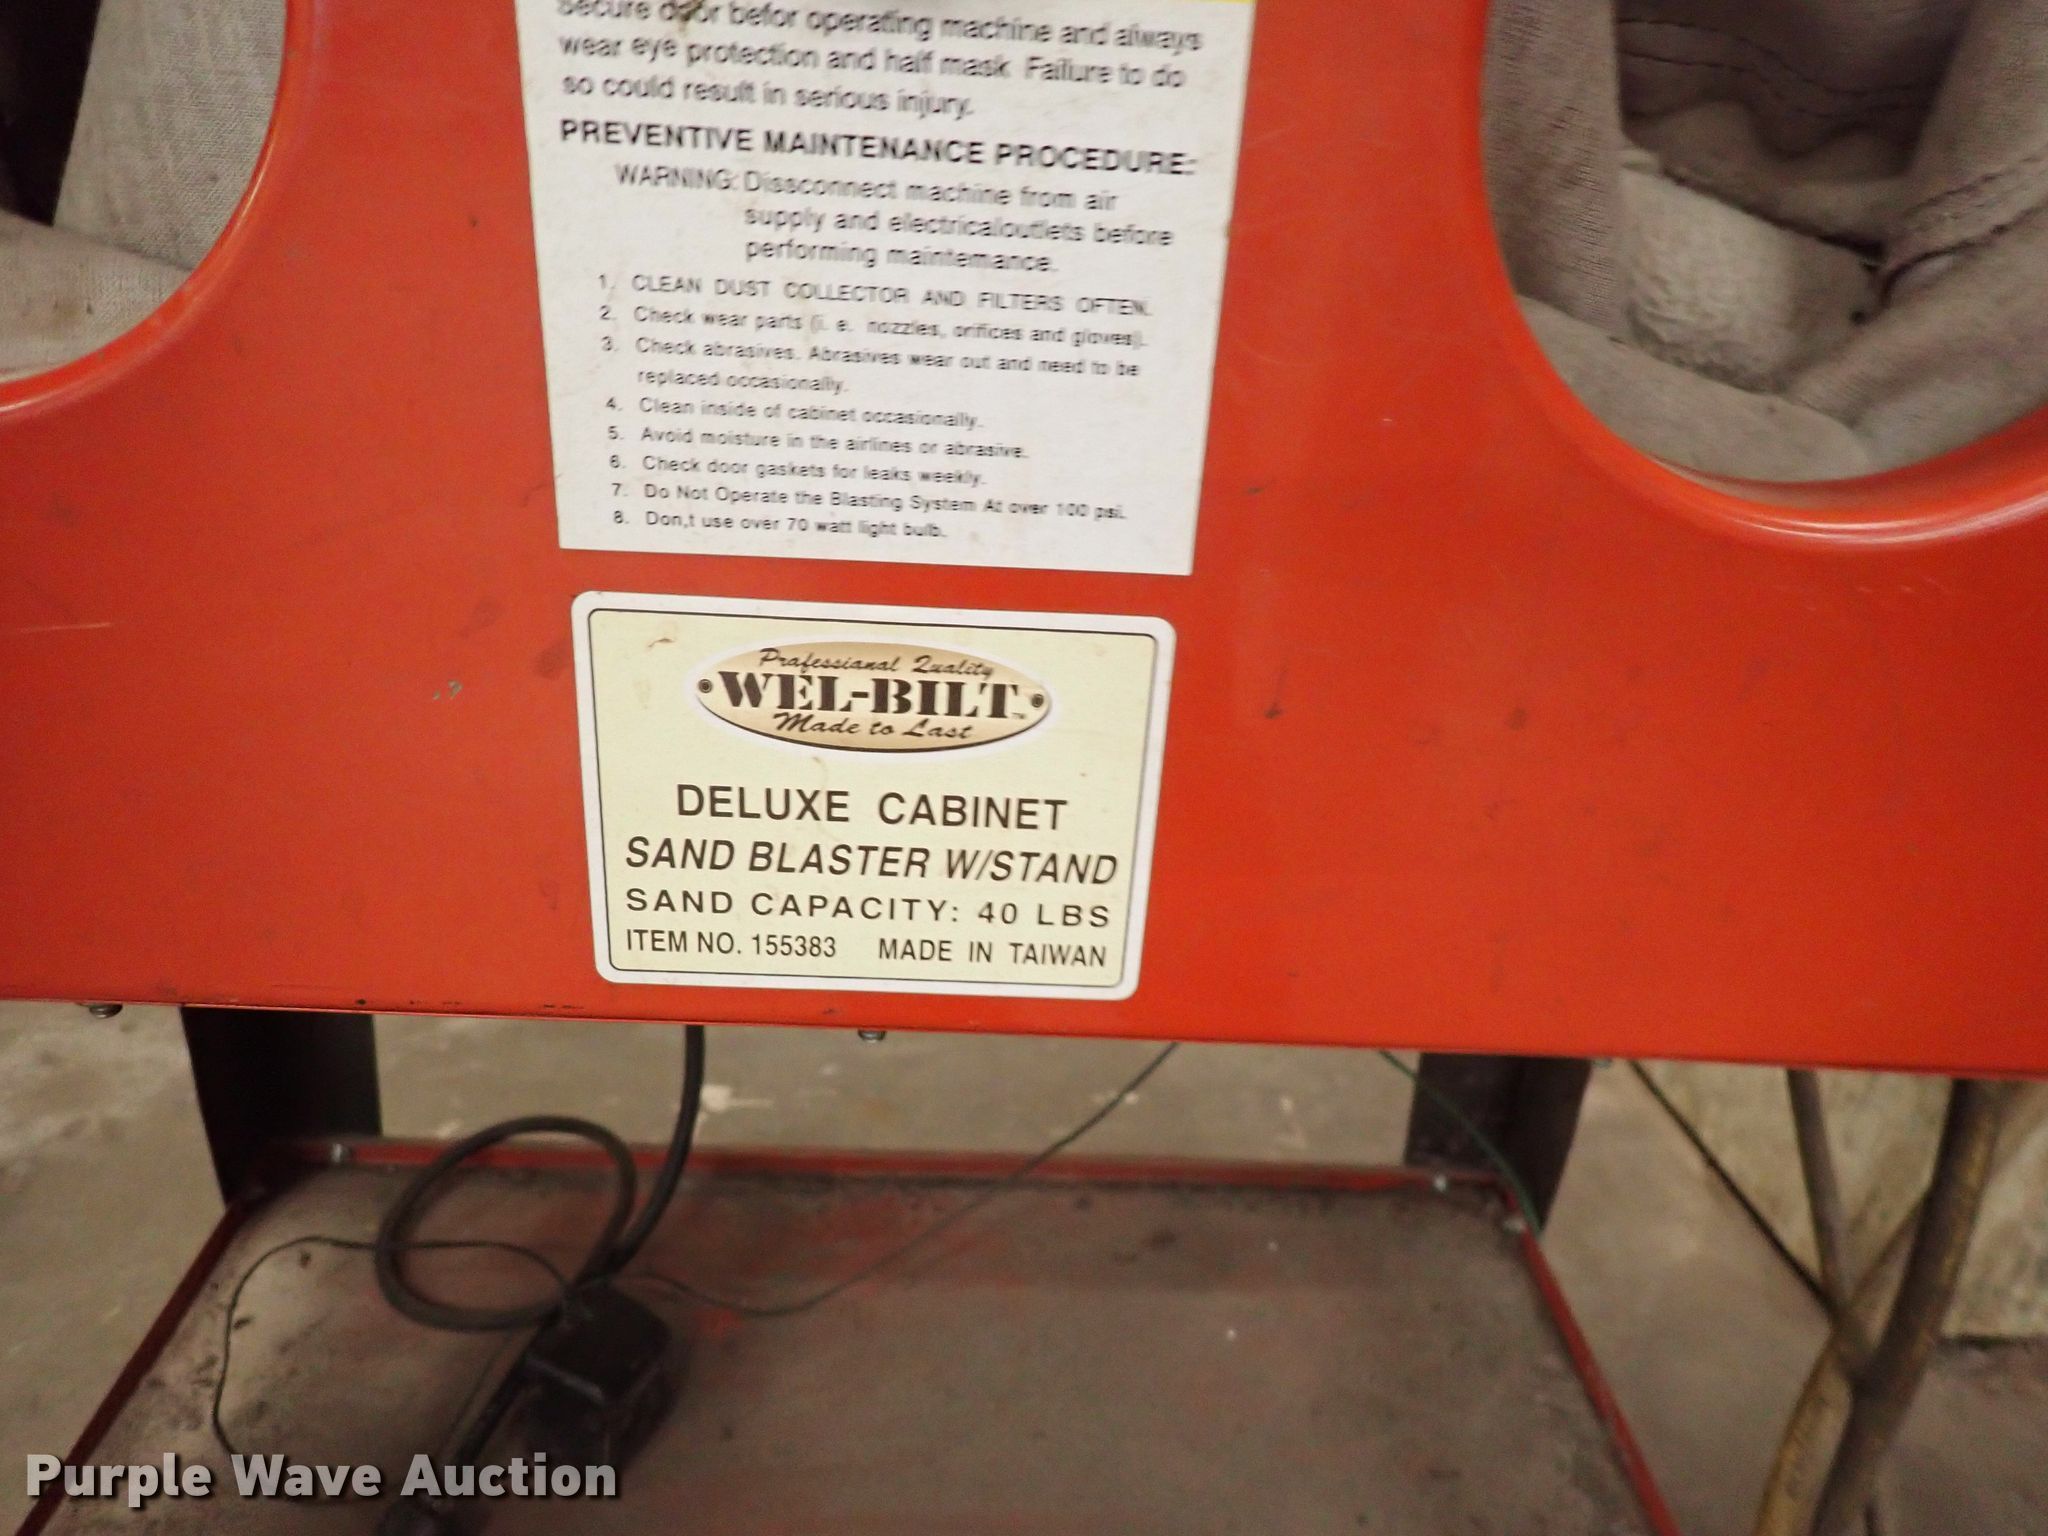 Secure door befor operating machine and always
wear eye protection and half mask. Failure to do
so could result in serious injury.
PREVENTIVE MAINTENANCE PROCEDURE:
WARNING: Dissconnect machine from air
supply and electricaloutlets before
performing maintemance.
1. CLEAN DUST COLLECTOR AND FILTERS OFTEN.
2. Check wear parts (i. e. nozzles, orifices and gloves).
3. Check abrasives. Abrasives wear out and need to be
replaced occasionally.
4. Clean inside of cabinet occasionally.
5. Avoid moisture in the airlines or abrasive.
6. Check door gaskets for leaks weekly.
7. Do Not Operate the Blasting System At over 100 psi.
8. Don,t use over 70 watt light bulb.
Professional Quality
WEL-BILT™
Made to Last
DELUXE CABINET
SAND BLASTER W/STAND
SAND CAPACITY: 40 LBS
ITEM NO. 155383 MADE IN TAIWAN
Purple Wave Auction